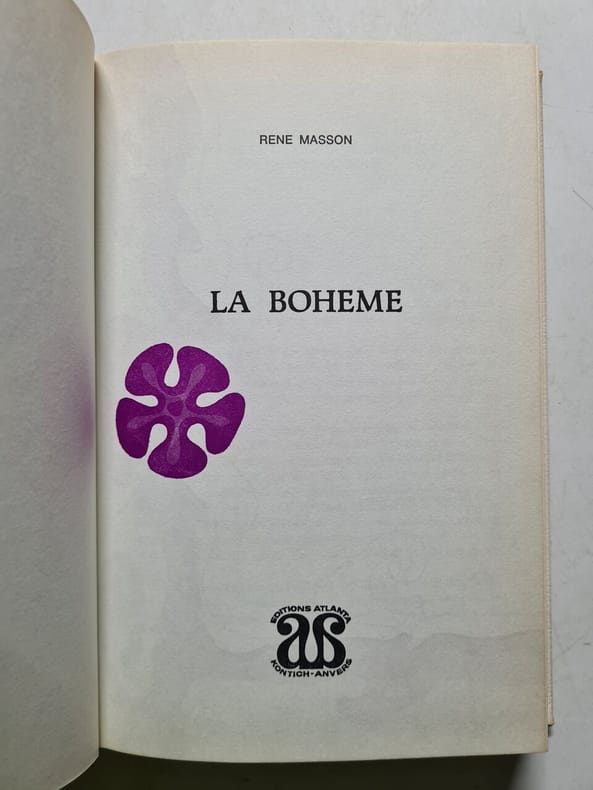 RENE MASSON
LA BOHEME
EDITIONS ATLANTA
as
KONTICH-ANVERS